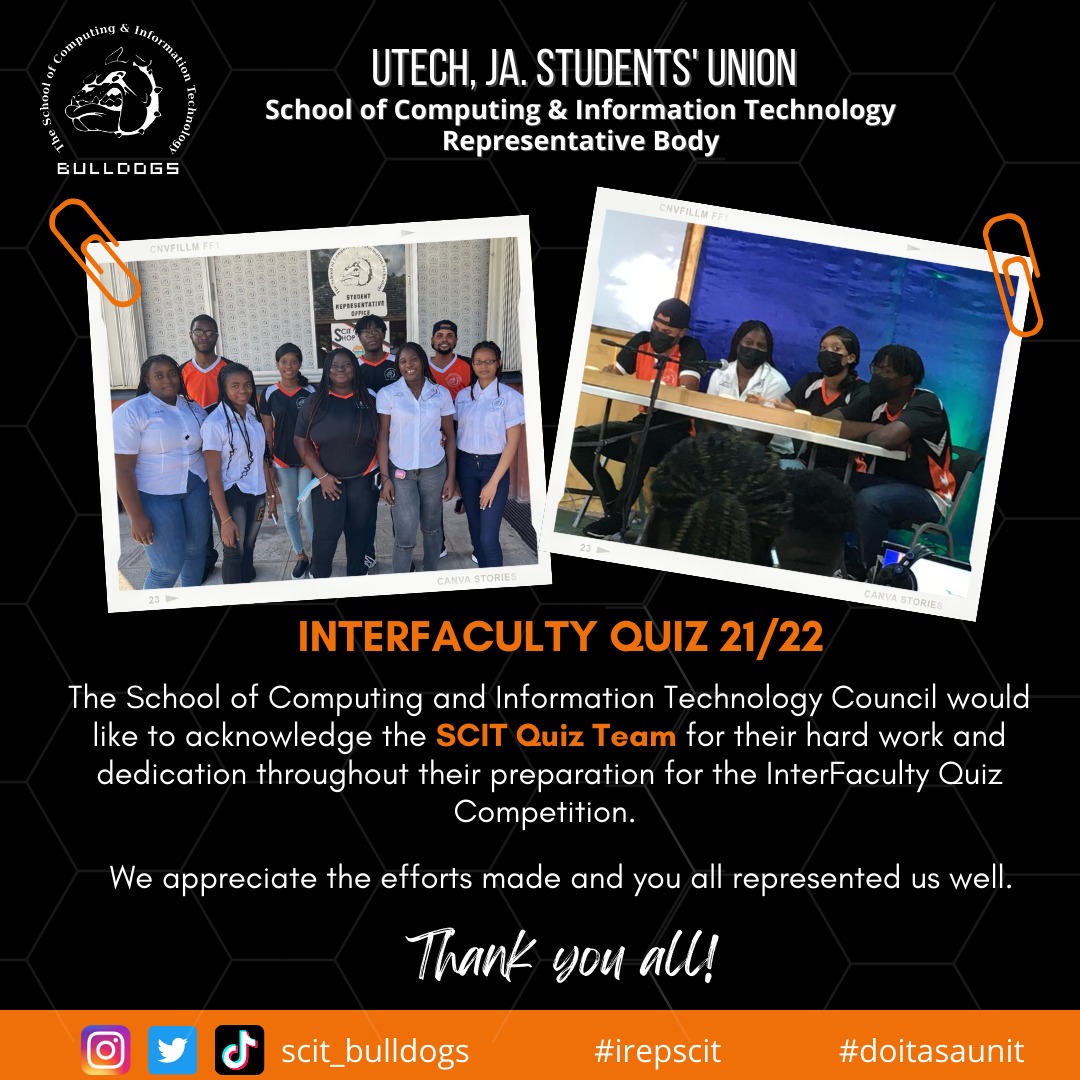 The School of Computing & Information Technology
BULLDOGS
UTECH, JA. STUDENTS' UNION
School of Computing & Information Technology
Representative Body
CNVFILLM FF1
STUDENT
REPRESENTATIVE
OFFICE
SCIT
SHOP
23
CANVA STORIES
CNVFILLM FF1
23
CANVA STORIES
INTERFACULTY QUIZ 21/22
The School of Computing and Information Technology Council would
like to acknowledge the SCIT Quiz Team for their hard work and
dedication throughout their preparation for the InterFaculty Quiz
Competition.
We appreciate the efforts made and you all represented us well.
Thank you all!
scit_bulldogs
#irepscit
#doitasaunit